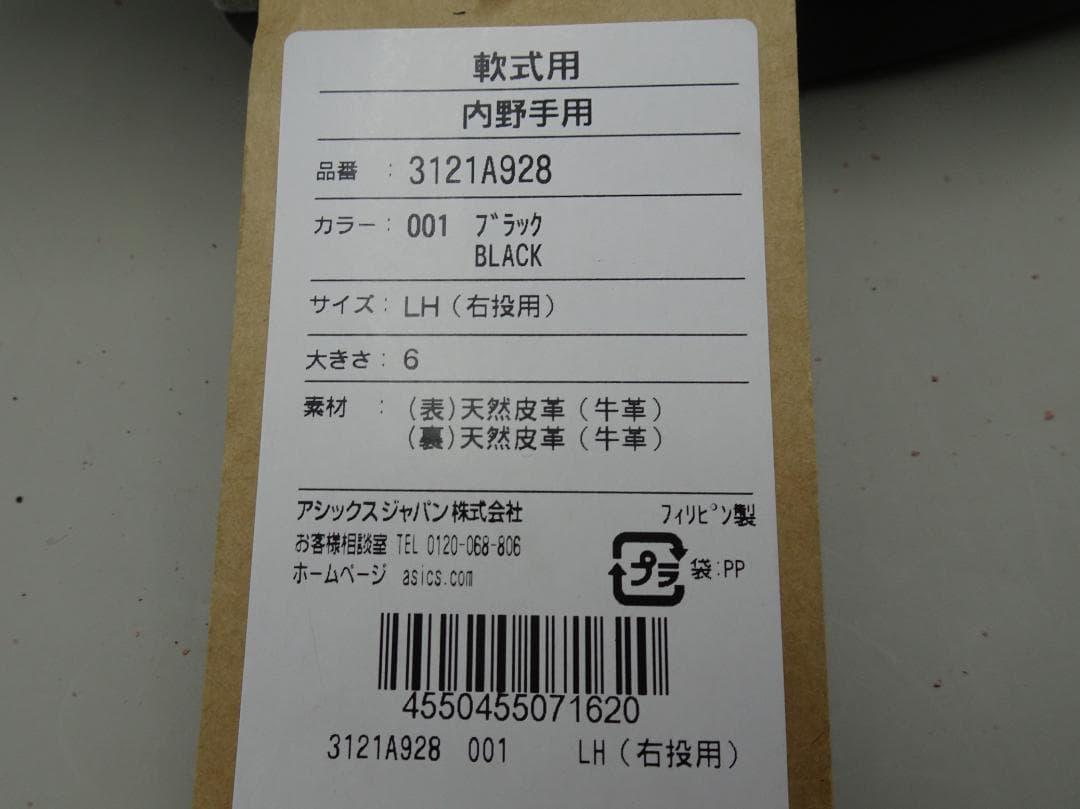 軟式用
内野手用
品番 : 3121A928
カラー : 001 ブラック
BLACK
サイズ : LH (右投用)
大きさ : 6
素材 : (表)天然皮革 (牛革)
(裏)天然皮革 (牛革)
アシックスジャパン株式会社 フィリピン製
お客様相談室 TEL 0120-068-806
ホームページ asics.com
プラ 袋:PP
4550455071620
3121A928 001 LH (右投用)